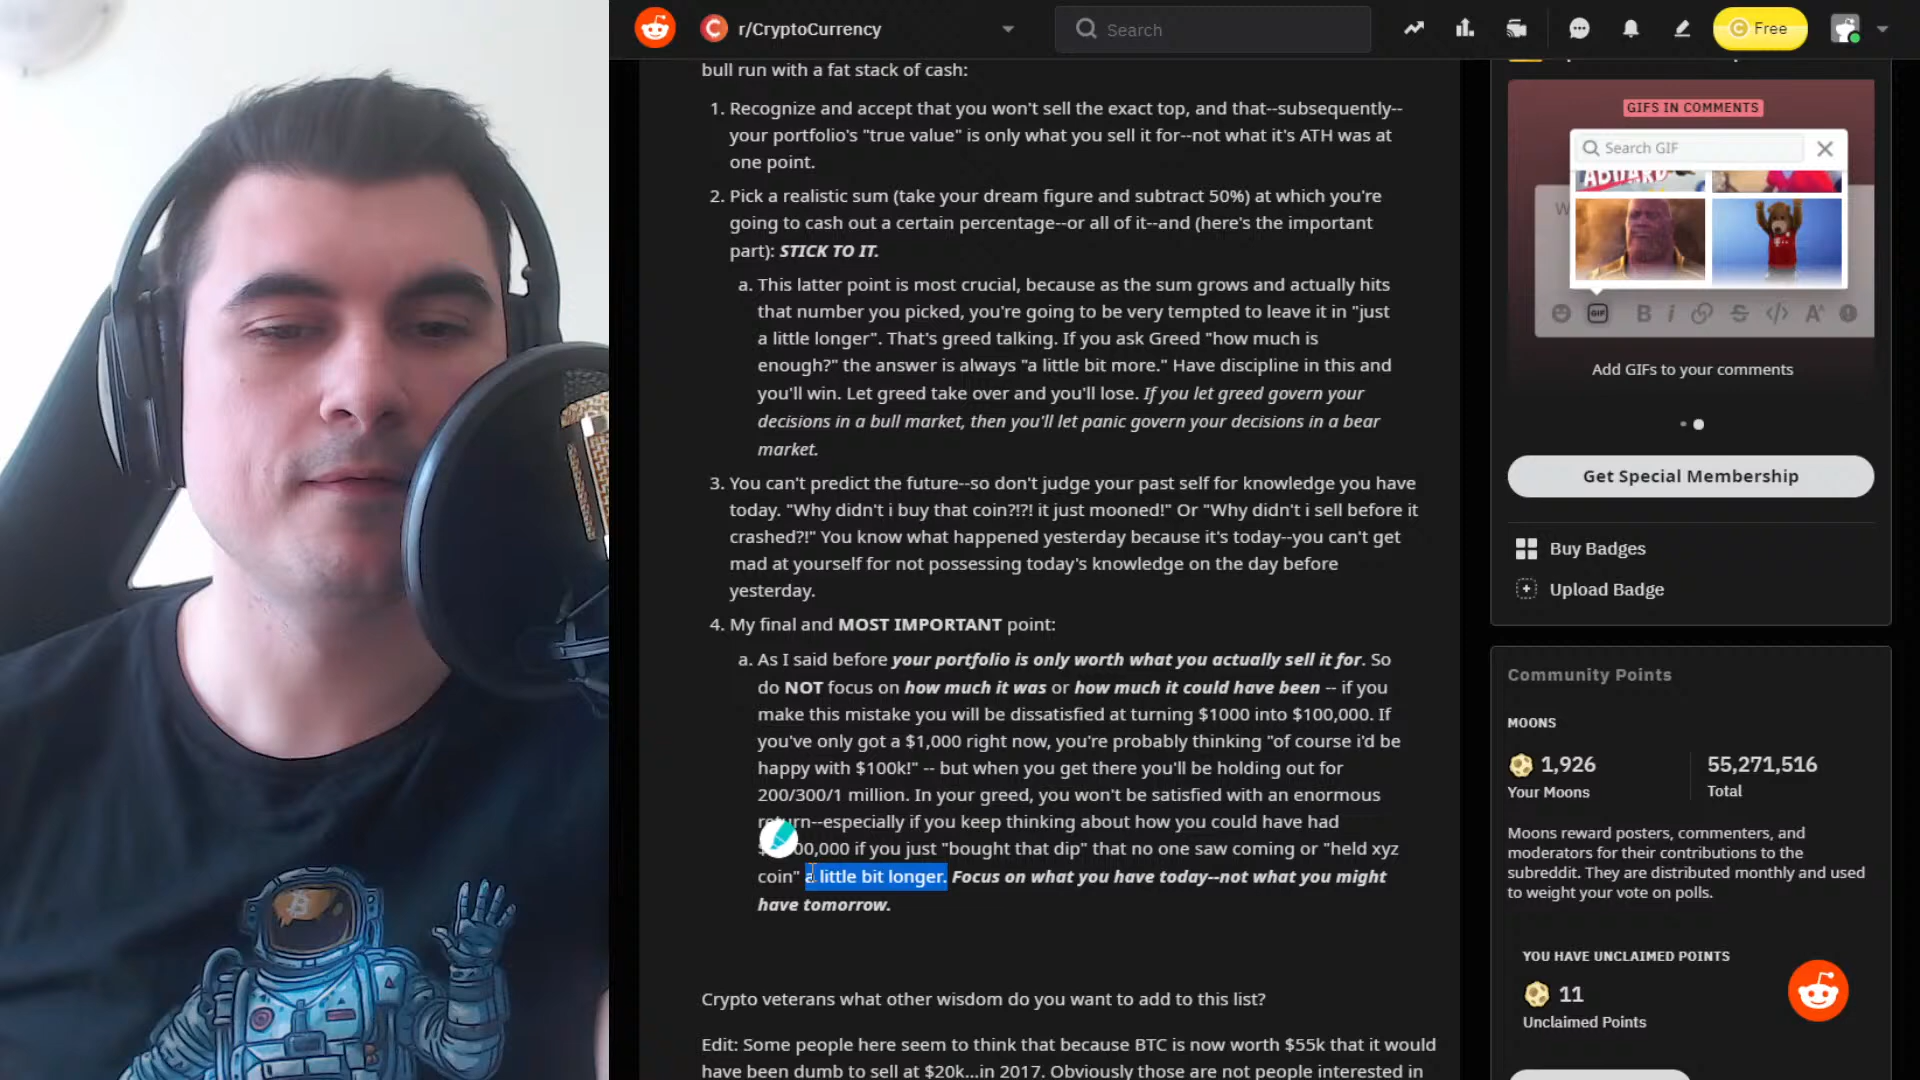 r/CryptoCurrency
Search
Free
bull run with a fat stack of cash:
1. Recognize and accept that you won't sell the exact top, and that--subsequently--
your portfolio's "true value" is only what you sell it for--not what it's ATH was at
one point.
2. Pick a realistic sum (take your dream figure and subtract 50%) at which you're
going to cash out a certain percentage--or all of it--and (here's the important
part): STICK TO IT.
a. This latter point is most crucial, because as the sum grows and actually hits
that number you picked, you're going to be very tempted to leave it in "just
a little longer". That's greed talking. If you ask Greed "how much is
enough?" the answer is always "a little bit more." Have discipline in this and
you'll win. Let greed take over and you'll lose. If you let greed govern your
decisions in a bull market, then you'll let panic govern your decisions in a bear
market.
3. You can't predict the future--so don't judge your past self for knowledge you have
today. "Why didn't i buy that coin?!?! it just mooned!" Or "Why didn't i sell before it
crashed?!" You know what happened yesterday because it's today--you can't get
mad at yourself for not possessing today's knowledge on the day before
yesterday.
4. My final and MOST IMPORTANT point:
a. As I said before your portfolio is only worth what you actually sell it for. So
do NOT focus on how much it was or how much it could have been -- if you
make this mistake you will be dissatisfied at turning $1000 into $100,000. If
you've only got a $1,000 right now, you're probably thinking "of course i'd be
happy with $100k!" -- but when you get there you'll be holding out for
200/300/1 million. In your greed, you won't be satisfied with an enormous
return--especially if you keep thinking about how you could have had
00,000 if you just "bought that dip" that no one saw coming or "held xyz
coin" a little bit longer. Focus on what you have today--not what you might
have tomorrow.
Crypto veterans what other wisdom do you want to add to this list?
Edit: Some people here seem to think that because BTC is now worth $55k that it would
have been dumb to sell at $20k...in 2017. Obviously those are not people interested in
GIFS IN COMMENTS
Search GIF
GIF
B i S </> A
Add GIFs to your comments
Get Special Membership
Buy Badges
Upload Badge
Community Points
MOONS
1,926
Your Moons
55,271,516
Total
Moons reward posters, commenters, and
moderators for their contributions to the
subreddit. They are distributed monthly and used
to weight your vote on polls.
YOU HAVE UNCLAIMED POINTS
11
Unclaimed Points